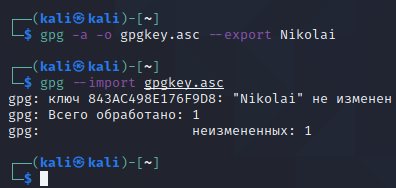 ┌──(kali㉿kali)-[~]
└─$ gpg -a -o gpgkey.asc --export Nikolai
┌──(kali㉿kali)-[~]
└─$ gpg --import gpgkey.asc
gpg: ключ 843AC498E176F9D8: "Nikolai" не изменен
gpg: Всего обработано: 1
gpg:                 неизмененных: 1
┌──(kali㉿kali)-[~]
└─$